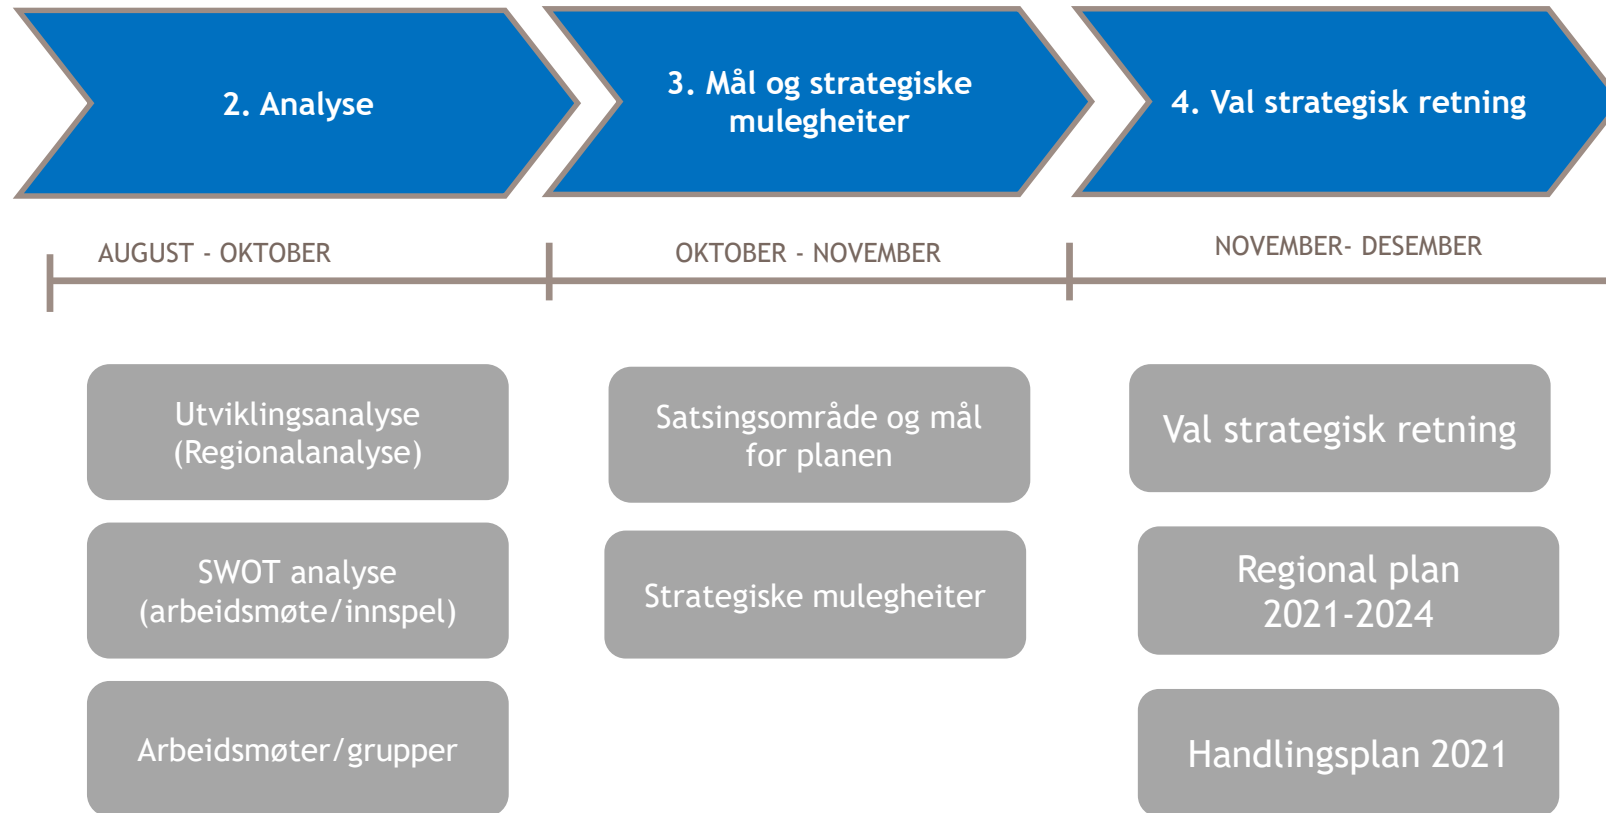 2. Analyse
3. Mål og strategiske
mulegheiter
4. Val strategisk retning
AUGUST - OKTOBER
OKTOBER - NOVEMBER
NOVEMBER- DESEMBER
Utviklingsanalyse
(Regionalanalyse)
SWOT analyse
(arbeidsmøte/innspel)
Arbeidsmøter/grupper
Satsingsområde og mål
for planen
Strategiske mulegheiter
Val strategisk retning
Regional plan
2021-2024
Handlingsplan 2021